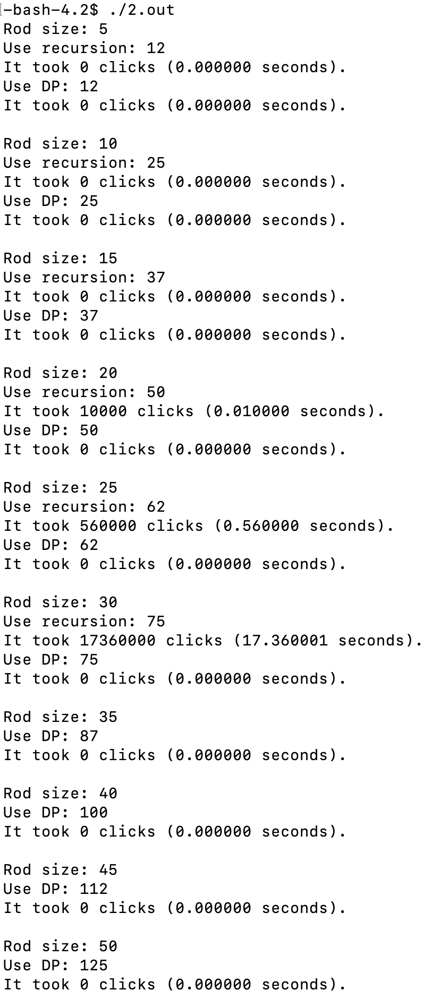 -bash-4.2$ ./2.out
Rod size: 5
Use recursion: 12
It took 0 clicks (0.000000 seconds).
Use DP: 12
It took 0 clicks (0.000000 seconds).

Rod size: 10
Use recursion: 25
It took 0 clicks (0.000000 seconds).
Use DP: 25
It took 0 clicks (0.000000 seconds).

Rod size: 15
Use recursion: 37
It took 0 clicks (0.000000 seconds).
Use DP: 37
It took 0 clicks (0.000000 seconds).

Rod size: 20
Use recursion: 50
It took 10000 clicks (0.010000 seconds).
Use DP: 50
It took 0 clicks (0.000000 seconds).

Rod size: 25
Use recursion: 62
It took 560000 clicks (0.560000 seconds).
Use DP: 62
It took 0 clicks (0.000000 seconds).

Rod size: 30
Use recursion: 75
It took 17360000 clicks (17.360001 seconds).
Use DP: 75
It took 0 clicks (0.000000 seconds).

Rod size: 35
Use DP: 87
It took 0 clicks (0.000000 seconds).

Rod size: 40
Use DP: 100
It took 0 clicks (0.000000 seconds).

Rod size: 45
Use DP: 112
It took 0 clicks (0.000000 seconds).

Rod size: 50
Use DP: 125
It took 0 clicks (0.000000 seconds).